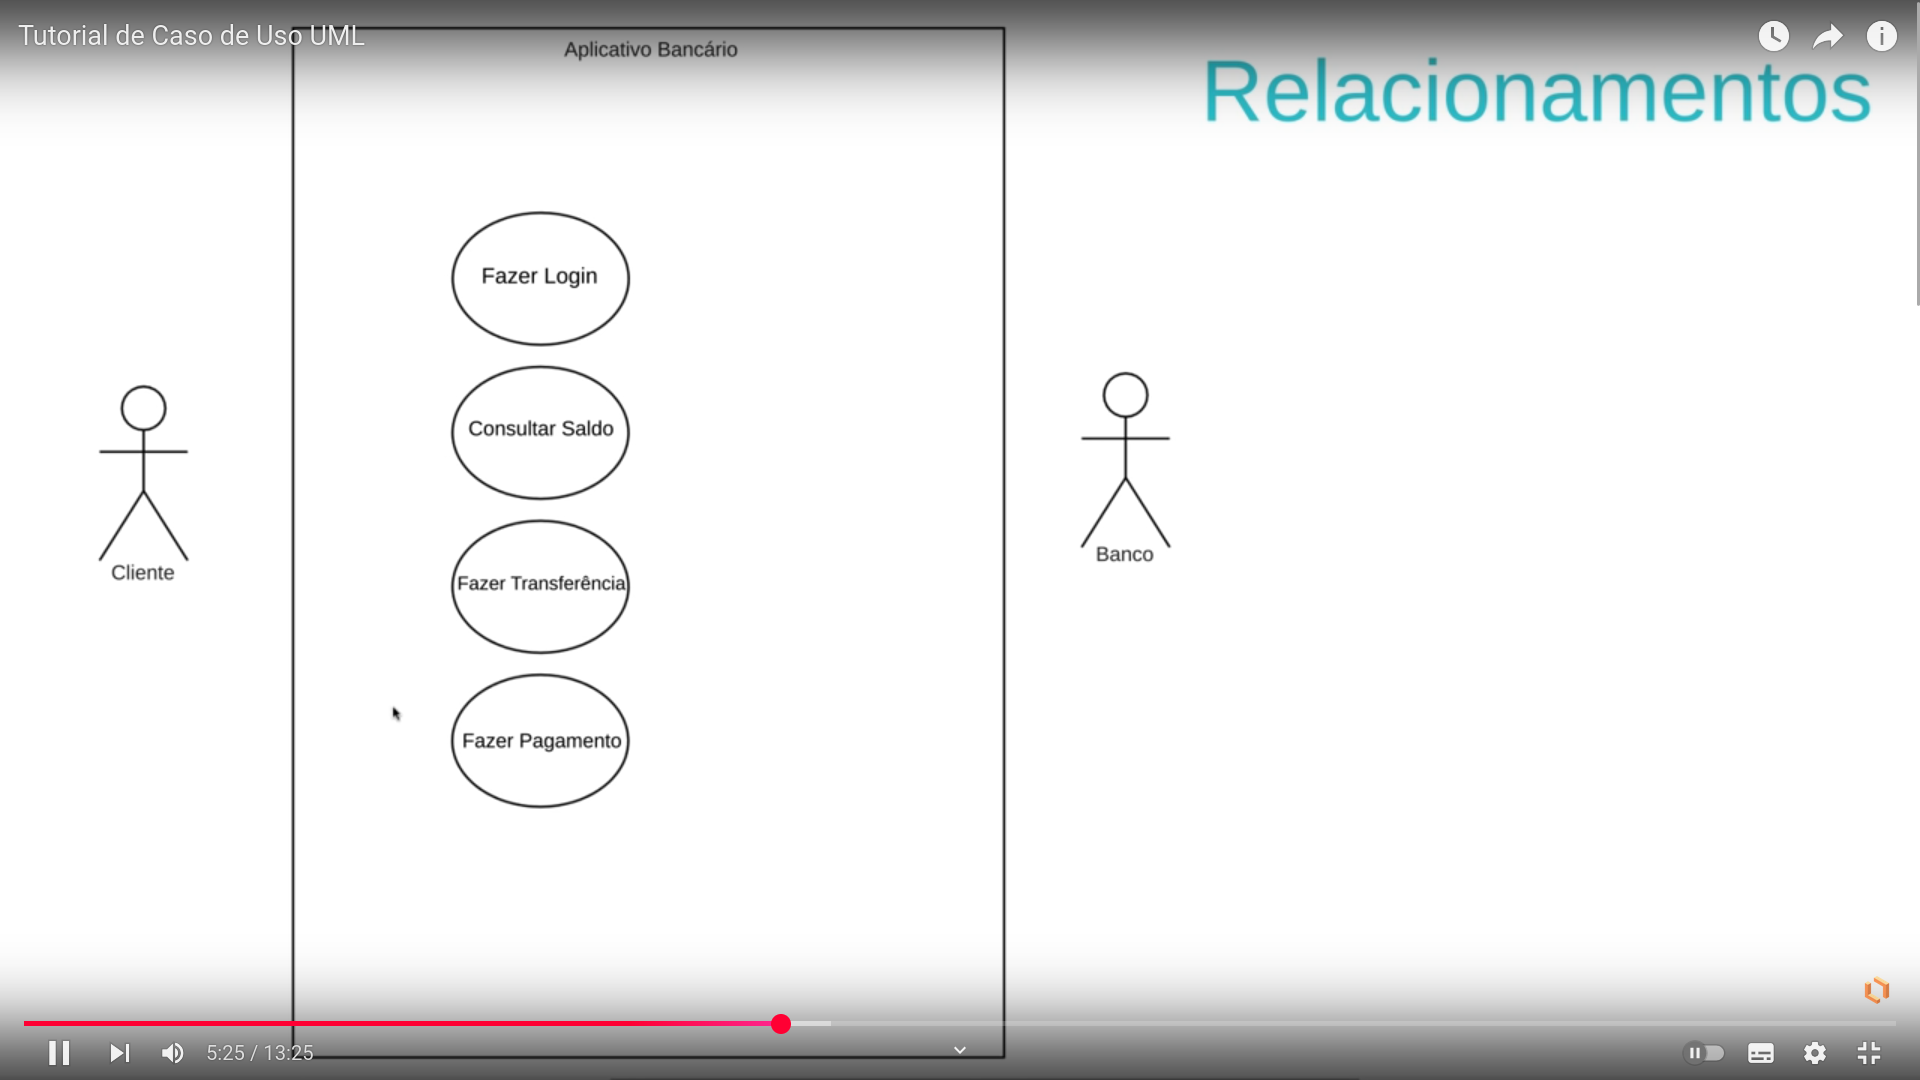 Tutorial de Caso de Uso UML
Aplicativo Bancário
Relacionamentos
Fazer Login
Consultar Saldo
Fazer Transferência
Fazer Pagamento
Cliente
Banco
5:25 / 13:25